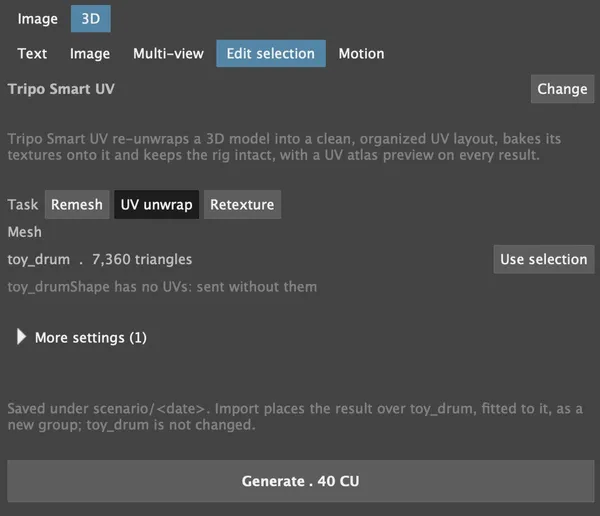 Image 3D
Text Image Multi-view Edit selection Motion
Tripo Smart UV Change
Tripo Smart UV re-unwraps a 3D model into a clean, organized UV layout, bakes its
textures onto it and keeps the rig intact, with a UV atlas preview on every result.
Task Remesh UV unwrap Retexture
Mesh
toy_drum . 7,360 triangles Use selection
toy_drumShape has no UVs: sent without them
More settings (1)
Saved under scenario/<date>. Import places the result over toy_drum, fitted to it, as a
new group; toy_drum is not changed.
Generate . 40 CU